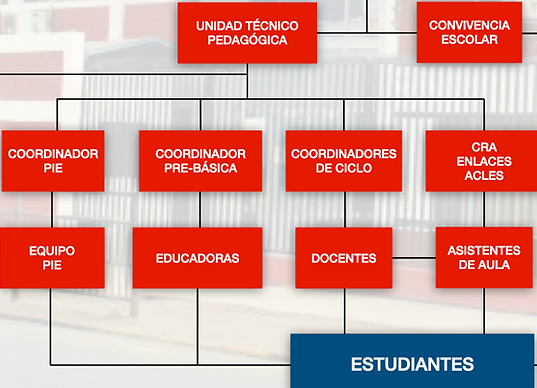 UNIDAD TÉCNICO
PEDAGÓGICA
CONVIVENCIA
ESCOLAR
COORDINADOR
PIE
COORDINADOR
PRE-BÁSICA
COORDINADORES
DE CICLO
CRA
ENLACES
ACLES
EQUIPO
PIE
EDUCADORAS
DOCENTES
ASISTENTES
DE AULA
ESTUDIANTES